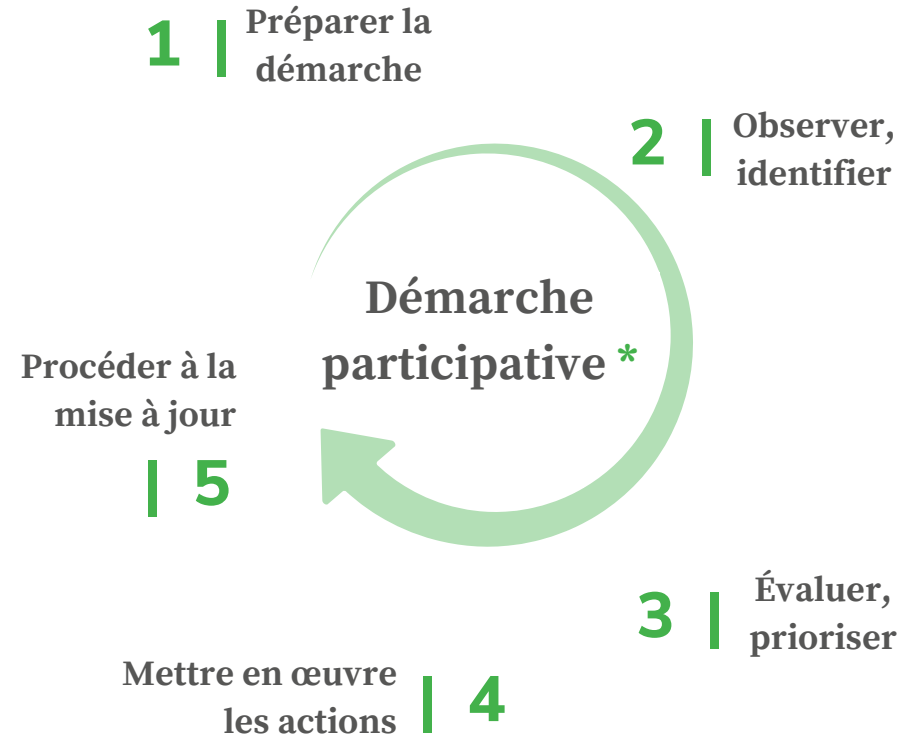 1 | Préparer la
démarche
2 | Observer,
identifier
Démarche
participative *
3 | Évaluer,
prioriser
Mettre en œuvre
les actions | 4
Procéder à la
mise à jour
| 5